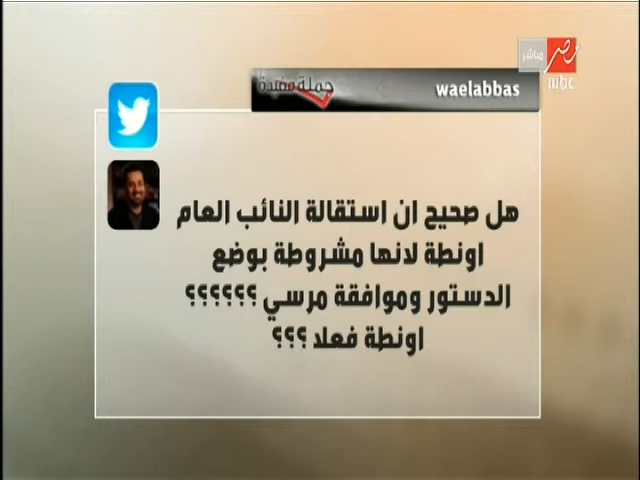 مصر
مباشر
mbc
waelabbas
جملة مفيدة
هل صحيح ان استقالة النائب العام
اونطة لانها مشروطة بوضع
الدستور وموافقة مرسي ؟؟؟؟؟؟
اونطة فعلا ؟؟؟